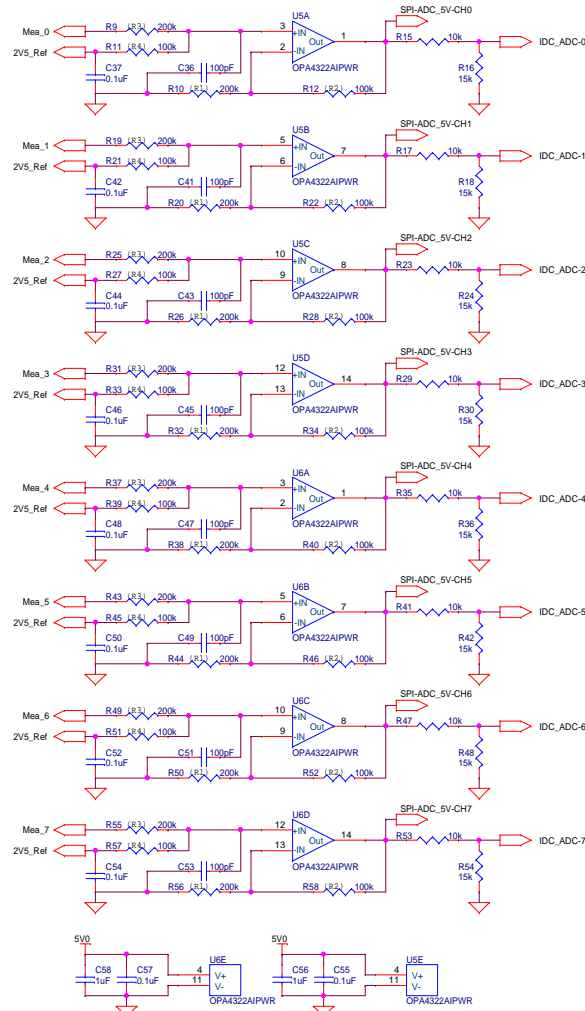 SPI-ADC_5V-CH0
U5A
Mea_0 R9 (R3) 200k 3 +IN Out 1 R15 10k IDC_ADC-0
2V5_Ref R11 (R4) 100k 2 -IN R16 15k
C37 0.1uF C36 100pF OPA4322AIPWR
R10 (R1) 200k R12 (R2) 100k
SPI-ADC_5V-CH1
U5B
Mea_1 R19 (R3) 200k 5 +IN Out 7 R17 10k IDC_ADC-1
2V5_Ref R21 (R4) 100k 6 -IN R18 15k
C42 0.1uF C41 100pF OPA4322AIPWR
R20 (R1) 200k R22 (R2) 100k
SPI-ADC_5V-CH2
U5C
Mea_2 R25 (R3) 200k 10 +IN Out 8 R23 10k IDC_ADC-2
2V5_Ref R27 (R4) 100k 9 -IN R24 15k
C44 0.1uF C43 100pF OPA4322AIPWR
R26 (R1) 200k R28 (R2) 100k
SPI-ADC_5V-CH3
U5D
Mea_3 R31 (R3) 200k 12 +IN Out 14 R29 10k IDC_ADC-3
2V5_Ref R33 (R4) 100k 13 -IN R30 15k
C46 0.1uF C45 100pF OPA4322AIPWR
R32 (R1) 200k R34 (R2) 100k
SPI-ADC_5V-CH4
U6A
Mea_4 R37 (R3) 200k 3 +IN Out 1 R35 10k IDC_ADC-4
2V5_Ref R39 (R4) 100k 2 -IN R36 15k
C48 0.1uF C47 100pF OPA4322AIPWR
R38 (R1) 200k R40 (R2) 100k
SPI-ADC_5V-CH5
U6B
Mea_5 R43 (R3) 200k 5 +IN Out 7 R41 10k IDC_ADC-5
2V5_Ref R45 (R4) 100k 6 -IN R42 15k
C50 0.1uF C49 100pF OPA4322AIPWR
R44 (R1) 200k R46 (R2) 100k
SPI-ADC_5V-CH6
U6C
Mea_6 R49 (R3) 200k 10 +IN Out 8 R47 10k IDC_ADC-6
2V5_Ref R51 (R4) 100k 9 -IN R48 15k
C52 0.1uF C51 100pF OPA4322AIPWR
R50 (R1) 200k R52 (R2) 100k
SPI-ADC_5V-CH7
U6D
Mea_7 R55 (R3) 200k 12 +IN Out 14 R53 10k IDC_ADC-7
2V5_Ref R57 (R4) 100k 13 -IN R54 15k
C54 0.1uF C53 100pF OPA4322AIPWR
R56 (R1) 200k R58 (R2) 100k
5V0 5V0
U6E U5E
C58 1uF C57 0.1uF 4 V+ C56 1uF C55 0.1uF 4 V+
11 V- 11 V-
OPA4322AIPWR OPA4322AIPWR